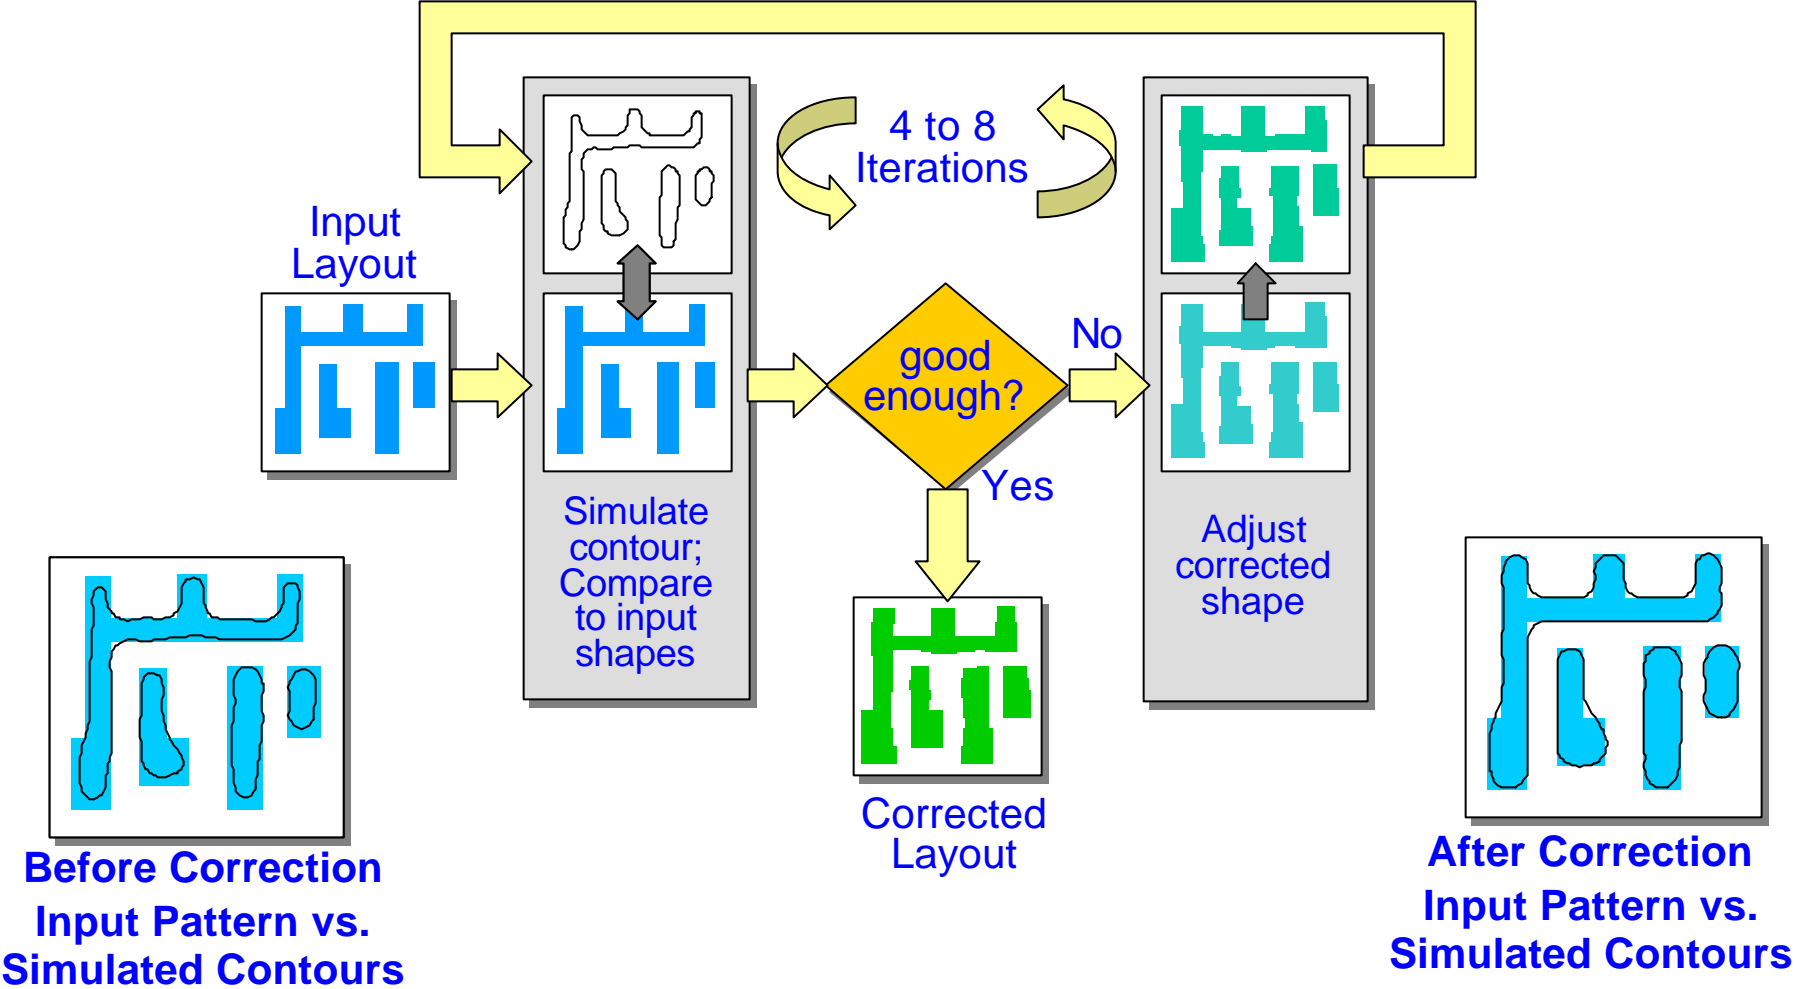 4 to 8
Iterations
Input
Layout
good
enough?
No
Yes
Simulate
contour;
Compare
to input
shapes
Adjust
corrected
shape
Corrected
Layout
Before Correction
Input Pattern vs.
Simulated Contours
After Correction
Input Pattern vs.
Simulated Contours